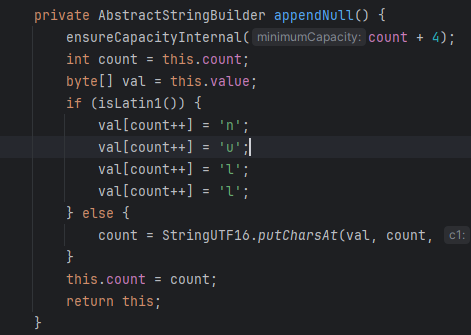 private AbstractStringBuilder appendNull() {
ensureCapacityInternal( minimumCapacity: count + 4);
int count = this.count;
byte[] val = this.value;
if (isLatin1()) {
val[count++] = 'n';
val[count++] = 'u';
val[count++] = 'l';
val[count++] = 'l';
} else {
count = StringUTF16.putCharsAt(val, count, c1:
}
this.count = count;
return this;
}